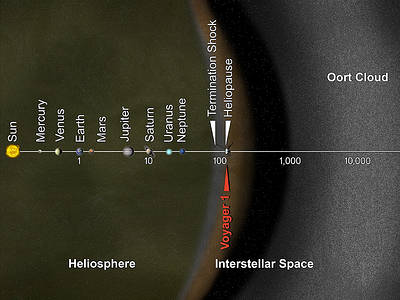 Sun
Mercury
Venus
Earth
Mars
Jupiter
Saturn
Uranus
Neptune
Termination Shock
Heliopause
Oort Cloud
1
10
100
1,000
10,000
Voyager 1
Heliosphere
Interstellar Space